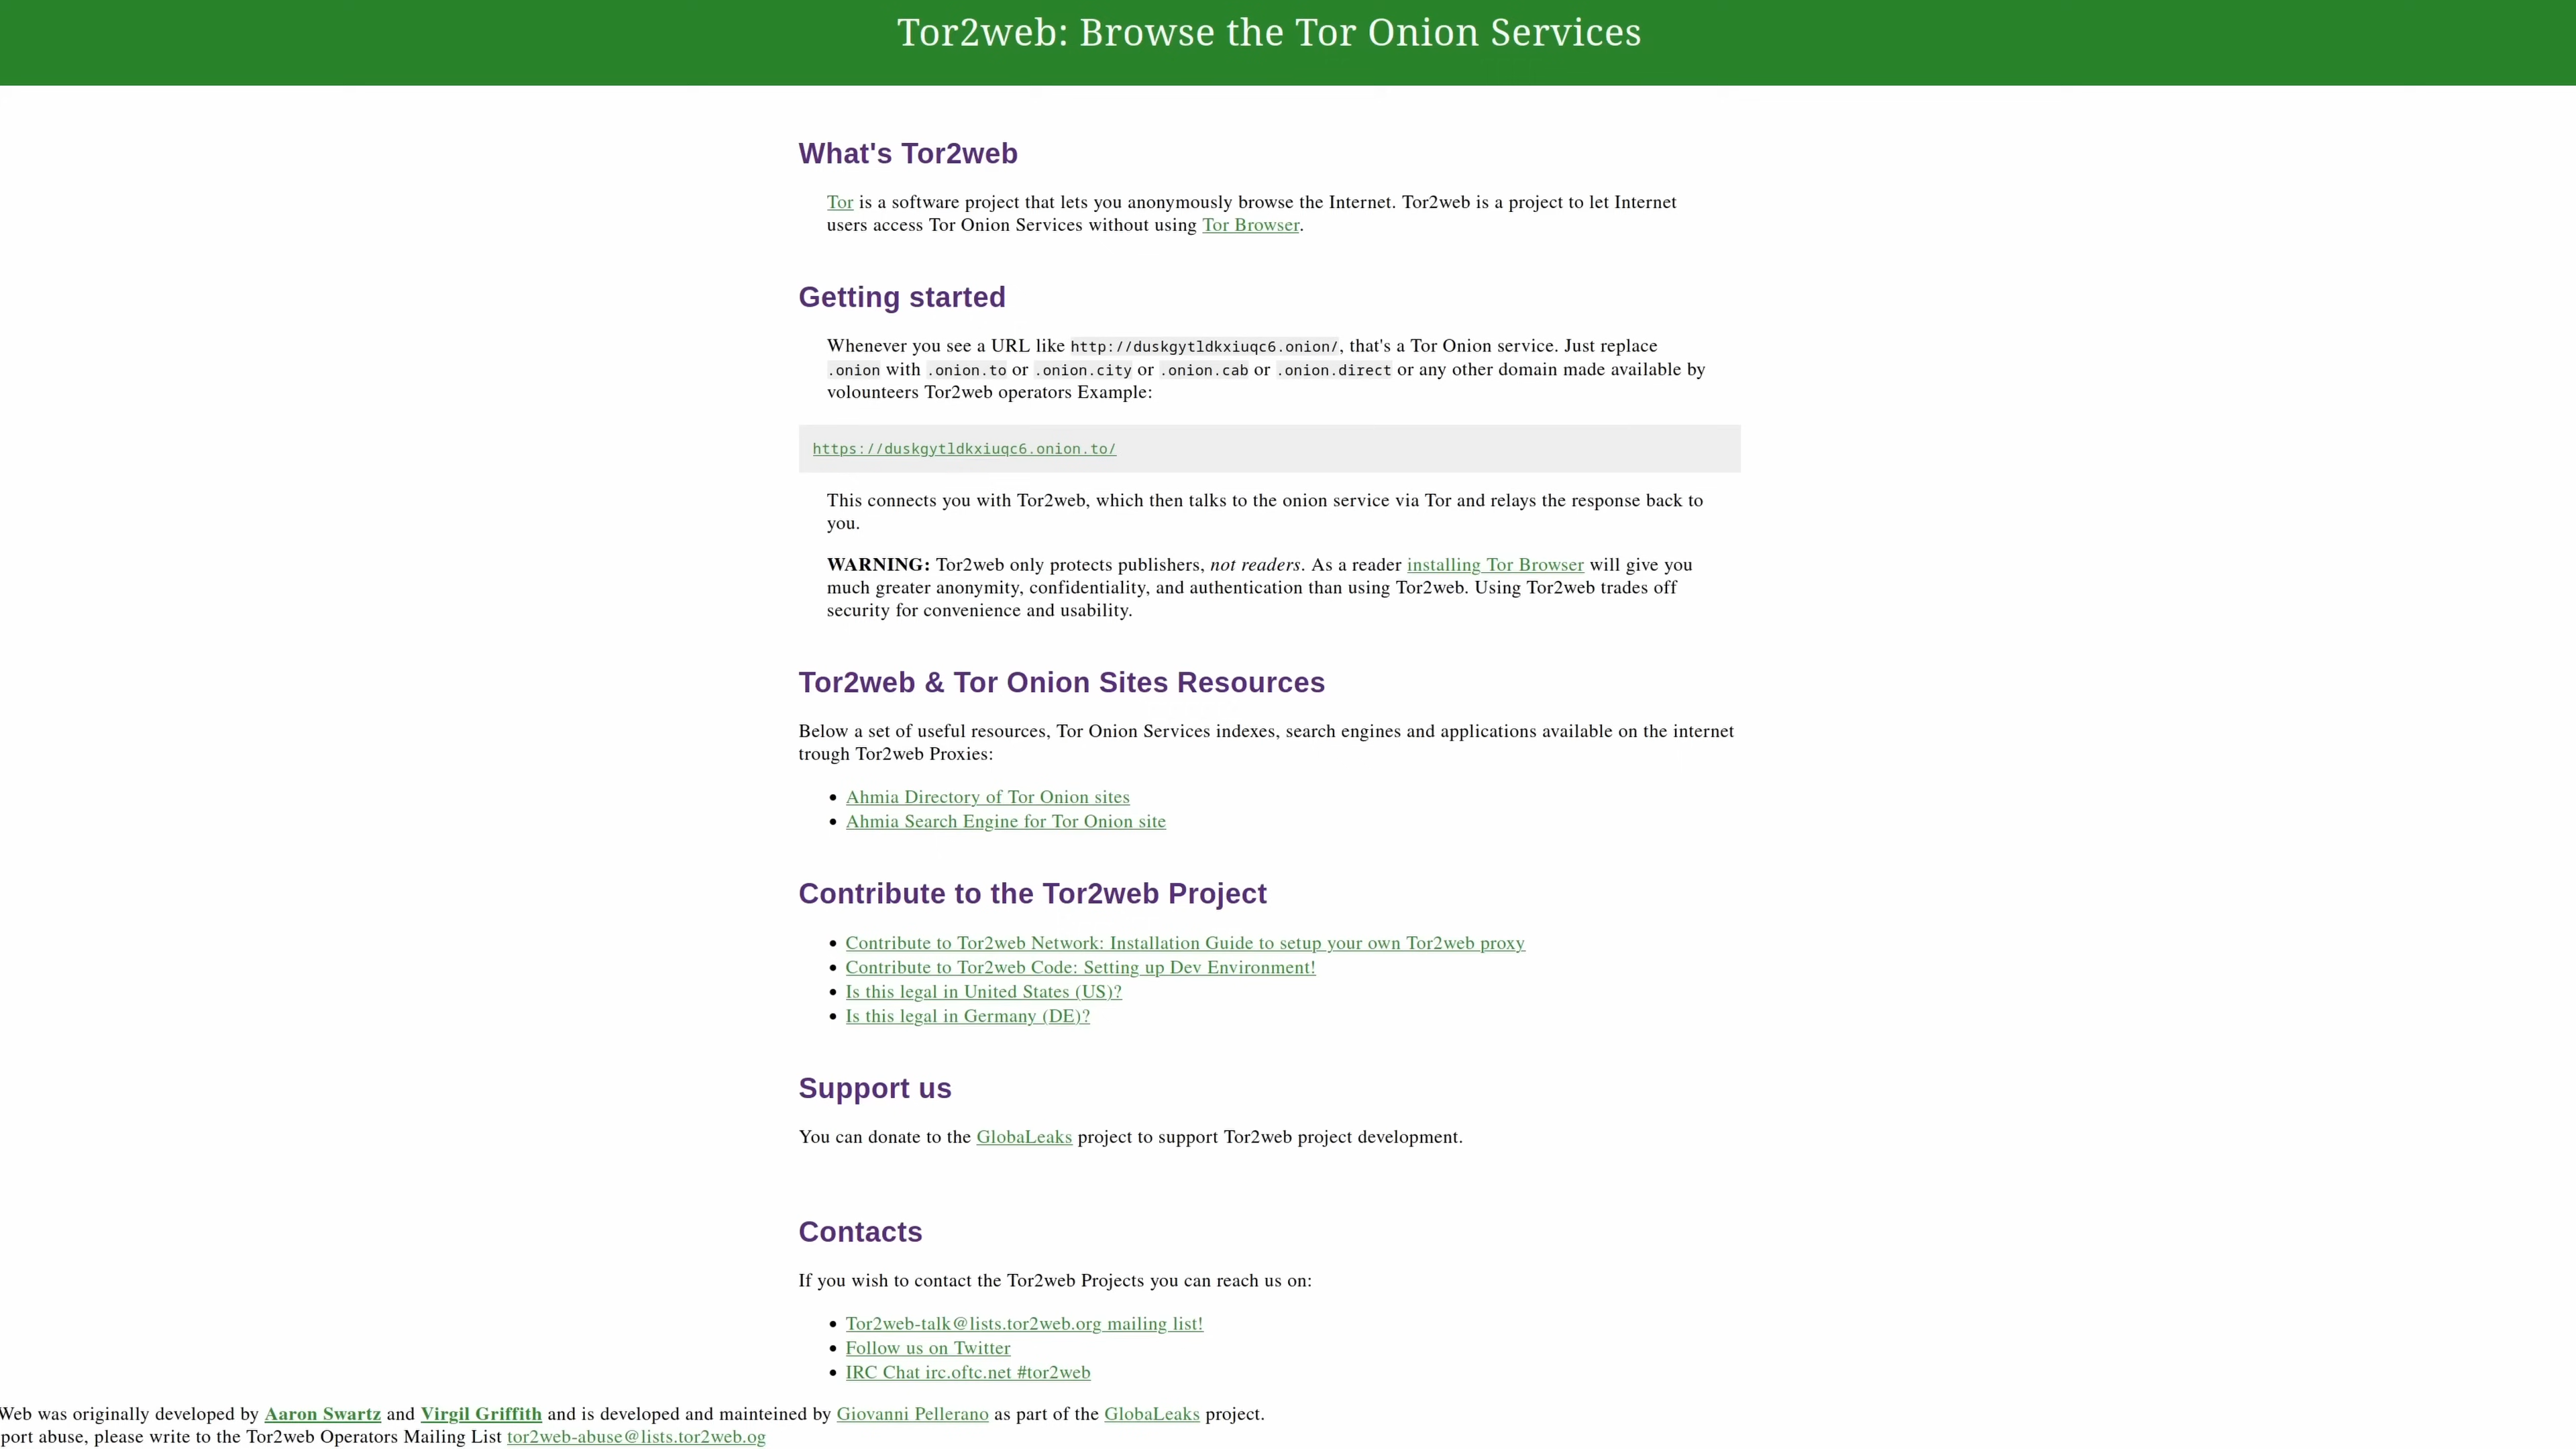 Tor2web: Browse the Tor Onion Services
What's Tor2web
Tor is a software project that lets you anonymously browse the Internet. Tor2web is a project to let Internet
users access Tor Onion Services without using Tor Browser.
Getting started
Whenever you see a URL like http://duskgytldkxiuqc6.onion/, that's a Tor Onion service. Just replace
.onion with .onion.to or .onion.city or .onion.cab or .onion.direct or any other domain made available by
volounteers Tor2web operators Example:
https://duskgytldkxiuqc6.onion.to/
This connects you with Tor2web, which then talks to the onion service via Tor and relays the response back to
you.
WARNING: Tor2web only protects publishers, not readers. As a reader installing Tor Browser will give you
much greater anonymity, confidentiality, and authentication than using Tor2web. Using Tor2web trades off
security for convenience and usability.
Tor2web & Tor Onion Sites Resources
Below a set of useful resources, Tor Onion Services indexes, search engines and applications available on the internet
trough Tor2web Proxies:
• Ahmia Directory of Tor Onion sites
• Ahmia Search Engine for Tor Onion site
Contribute to the Tor2web Project
• Contribute to Tor2web Network: Installation Guide to setup your own Tor2web proxy
• Contribute to Tor2web Code: Setting up Dev Environment!
• Is this legal in United States (US)?
• Is this legal in Germany (DE)?
Support us
You can donate to the GlobaLeaks project to support Tor2web project development.
Contacts
If you wish to contact the Tor2web Projects you can reach us on:
• Tor2web-talk@lists.tor2web.org mailing list!
• Follow us on Twitter
• IRC Chat irc.oftc.net #tor2web
Web was originally developed by Aaron Swartz and Virgil Griffith and is developed and mainteined by Giovanni Pellerano as part of the GlobaLeaks project.
port abuse, please write to the Tor2web Operators Mailing List tor2web-abuse@lists.tor2web.og